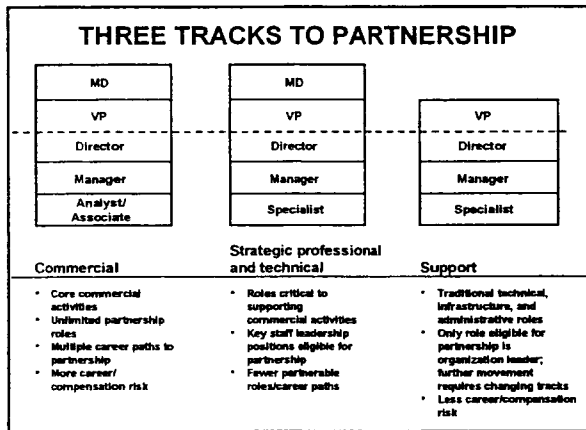 THREE TRACKS TO PARTNERSHIP
MD
VP
Director
Manager
Analyst/
Associate
MD
VP
Director
Manager
Specialist
VP
Director
Manager
Specialist
Commercial
• Core commercial
activities
• Unlimited partnership
roles
• Multiple career paths to
partnership
• More career/
compensation risk
Strategic professional
and technical
• Roles critical to
supporting
commercial activities
• Key staff leadership
positions eligible for
partnership
• Fewer partnerable
roles/career paths
Support
• Traditional technical,
infrastructure, and
administrative roles
• Only role eligible for
partnership is
organization leader;
further movement
requires changing tracks
• Less career/compensation
risk